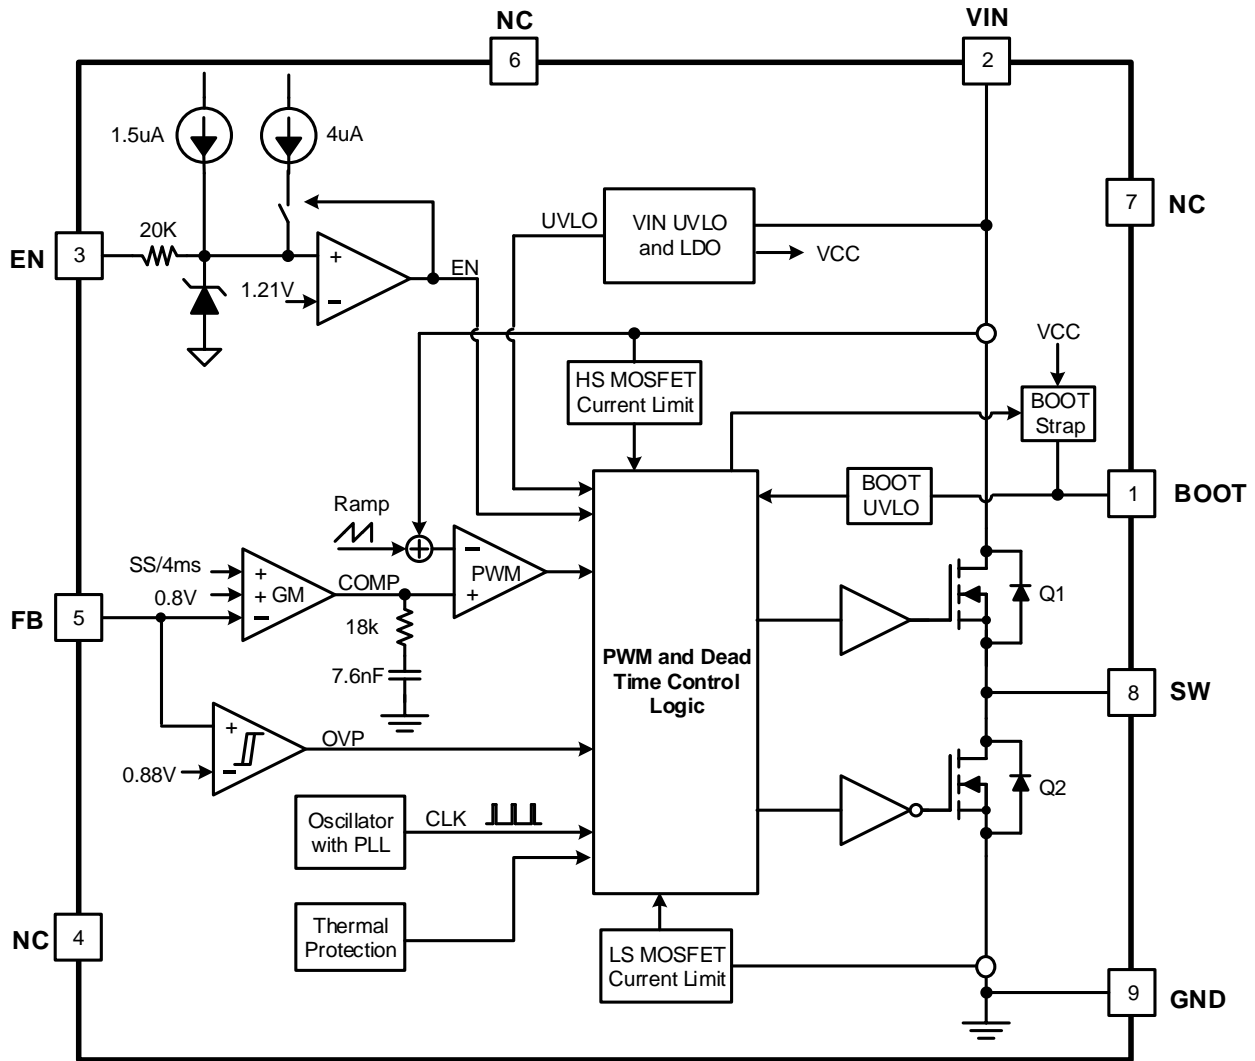 NC
VIN
6
2
1.5uA
4uA
7
NC
UVLO
VIN UVLO
and LDO
VCC
20K
EN
3
+
EN
1.21V
−
VCC
HS MOSFET
Current Limit
BOOT
Strap
BOOT
UVLO
1
BOOT
Ramp
+
−
SS/4ms
+
COMP
PWM
0.8V
+
GM
+
FB
5
−
18k
Q1
7.6nF
PWM and Dead
Time Control
Logic
8
SW
+
OVP
0.88V
−
Q2
Oscillator
with PLL
CLK
NC
4
Thermal
Protection
LS MOSFET
Current Limit
9
GND